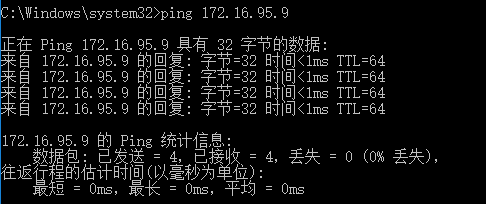 C:\Windows\system32>ping 172.16.95.9
正在 Ping 172.16.95.9 具有 32 字节的数据:
来自 172.16.95.9 的回复: 字节=32 时间<1ms TTL=64
来自 172.16.95.9 的回复: 字节=32 时间<1ms TTL=64
来自 172.16.95.9 的回复: 字节=32 时间<1ms TTL=64
来自 172.16.95.9 的回复: 字节=32 时间<1ms TTL=64
172.16.95.9 的 Ping 统计信息:
数据包: 已发送 = 4，已接收 = 4，丢失 = 0 (0% 丢失)，
往返行程的估计时间(以毫秒为单位):
最短 = 0ms，最长 = 0ms，平均 = 0ms